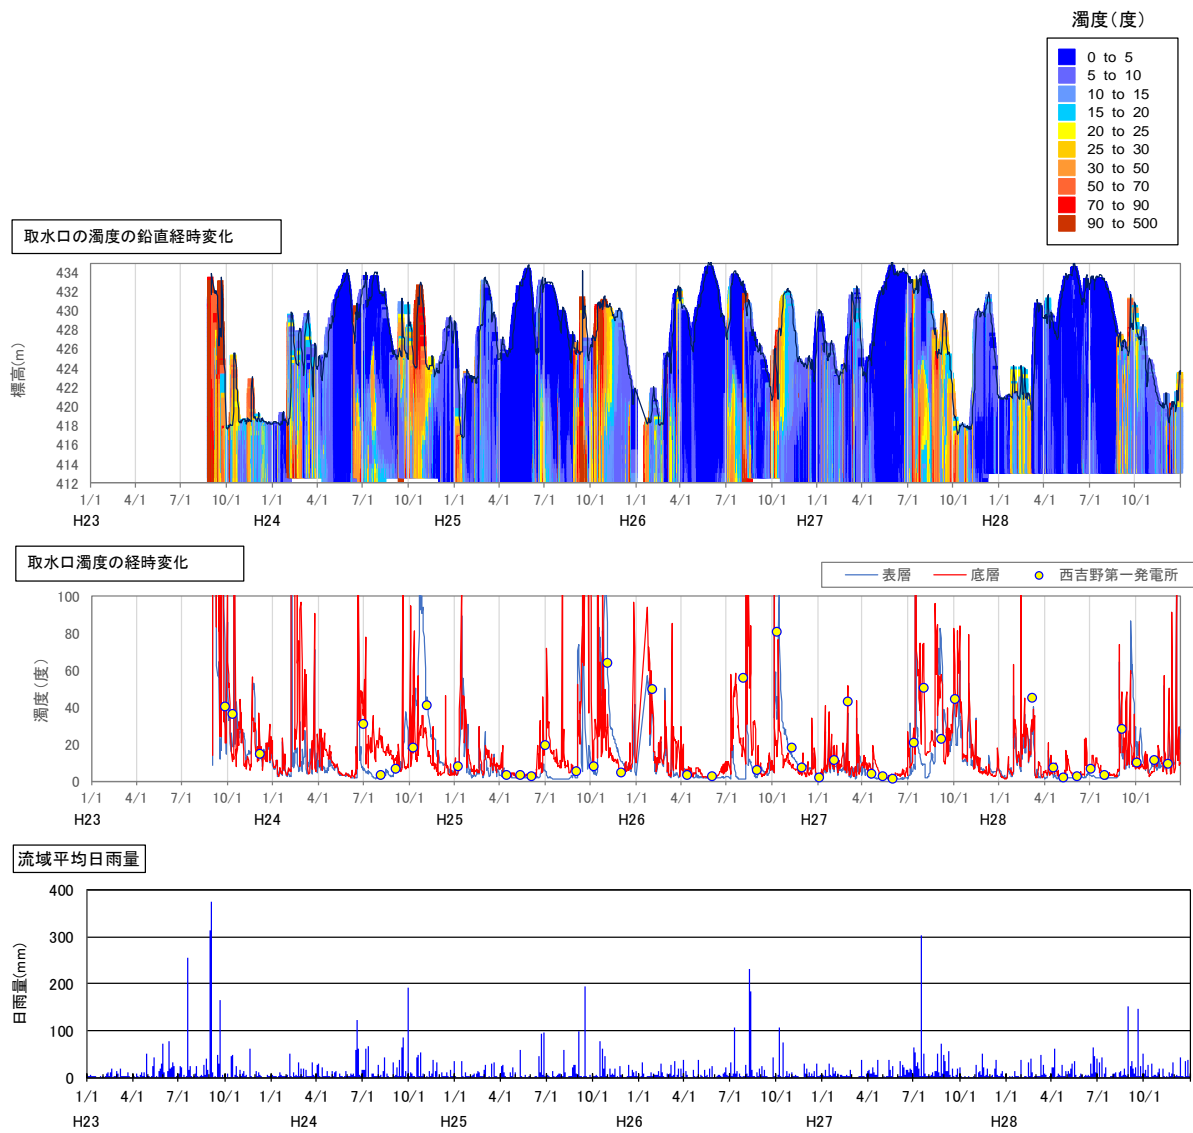 濁度(度)
0 to 5
5 to 10
10 to 15
15 to 20
20 to 25
25 to 30
30 to 50
50 to 70
70 to 90
90 to 500
取水口の濁度の鉛直経時変化
標高(m)
434
432
430
428
426
424
422
420
418
416
414
412
1/1 4/1 7/1 10/1 1/1 4/1 7/1 10/1 1/1 4/1 7/1 10/1 1/1 4/1 7/1 10/1 1/1 4/1 7/1 10/1 1/1 4/1 7/1 10/1
H23 H24 H25 H26 H27 H28
取水口濁度の経時変化
表層 底層 西吉野第一発電所
濁度(度)
100
80
60
40
20
0
1/1 4/1 7/1 10/1 1/1 4/1 7/1 10/1 1/1 4/1 7/1 10/1 1/1 4/1 7/1 10/1 1/1 4/1 7/1 10/1 1/1 4/1 7/1 10/1
H23 H24 H25 H26 H27 H28
流域平均日雨量
日雨量(mm)
400
300
200
100
0
1/1 4/1 7/1 10/1 1/1 4/1 7/1 10/1 1/1 4/1 7/1 10/1 1/1 4/1 7/1 10/1 1/1 4/1 7/1 10/1 1/1 4/1 7/1 10/1
H23 H24 H25 H26 H27 H28